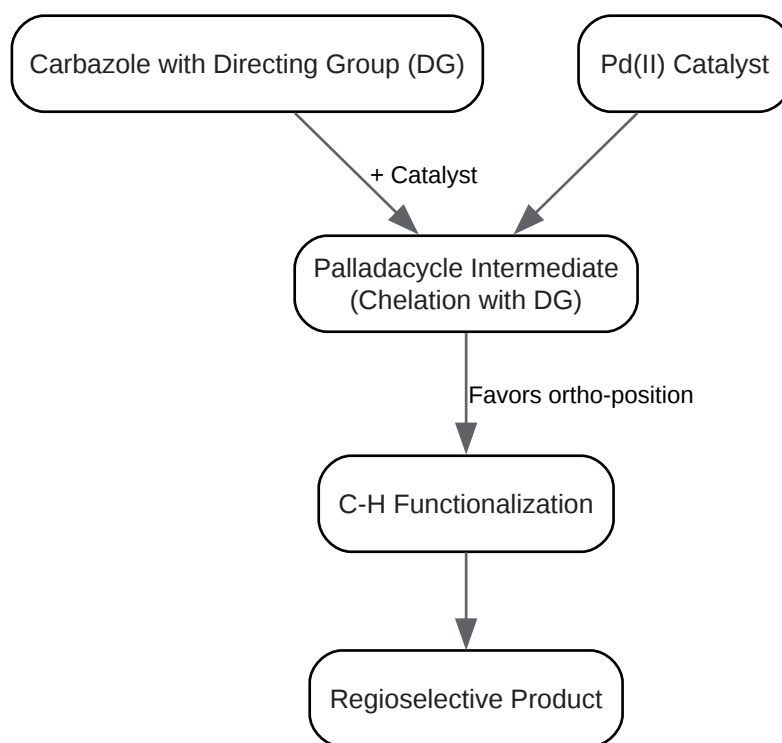 Carbazole with Directing Group (DG)
Pd(II) Catalyst
+ Catalyst
Palladacycle Intermediate
(Chelation with DG)
Favors ortho-position
C-H Functionalization
Regioselective Product